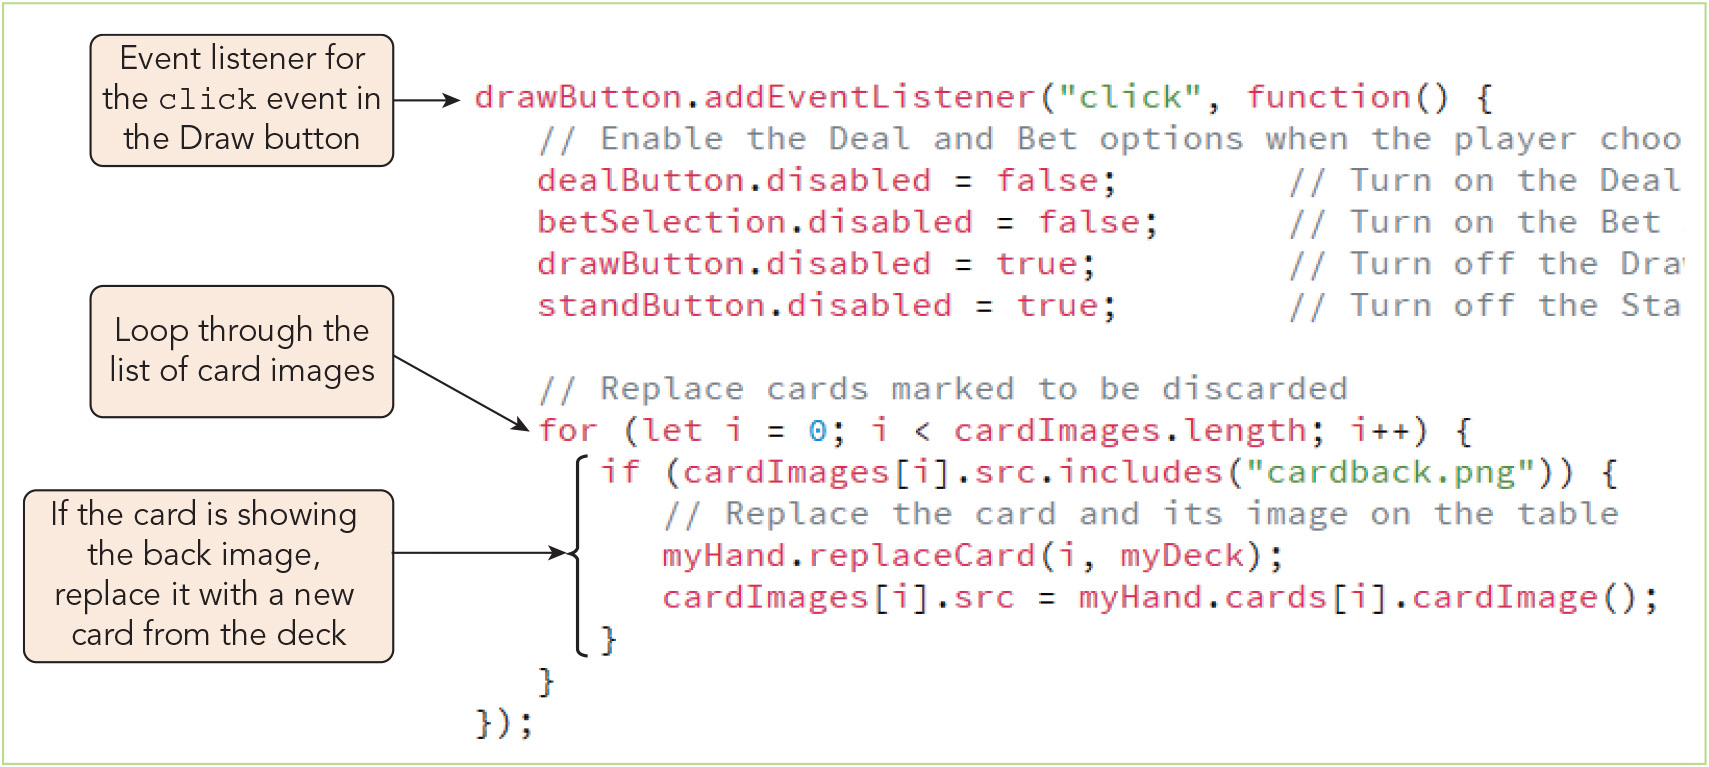 Event listener for
the click event in
the Draw button
drawButton.addEventListener("click", function() {
// Enable the Deal and Bet options when the player choo
dealButton.disabled = false; // Turn on the Deal
betSelection.disabled = false; // Turn on the Bet
drawButton.disabled = true; // Turn off the Dra
standButton.disabled = true; // Turn off the Sta
Loop through the
list of card images
// Replace cards marked to be discarded
for (let i = 0; i < cardImages.length; i++) {
If the card is showing
the back image,
replace it with a new
card from the deck
if (cardImages[i].src.includes("cardback.png")) {
// Replace the card and its image on the table
myHand.replaceCard(i, myDeck);
cardImages[i].src = myHand.cards[i].cardImage();
}
}
});